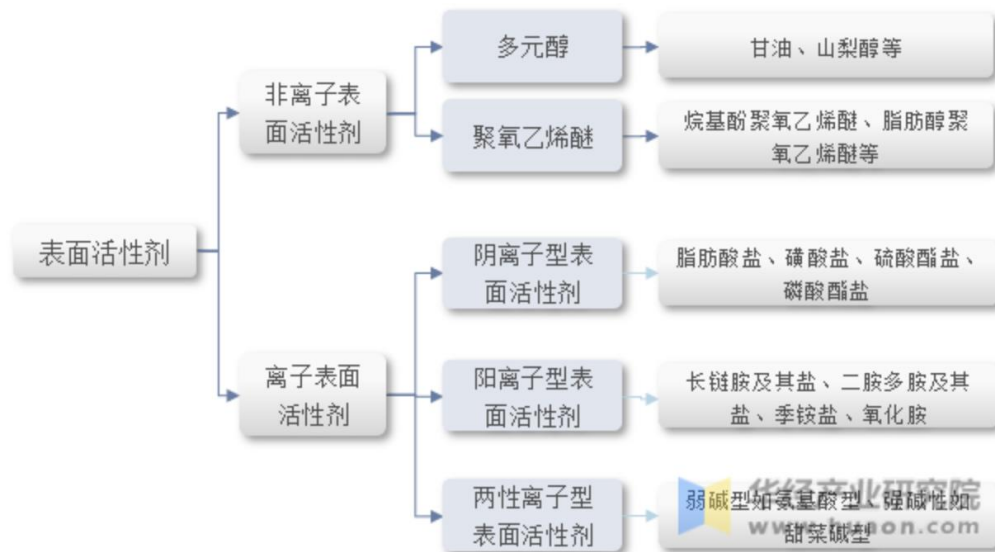 多元醇
甘油、山梨醇等
非离子表
面活性剂
聚氧乙烯醚
烷基酚聚氧乙烯醚、脂肪醇聚
氧乙烯醚等
表面活性剂
阴离子型表
面活性剂
脂肪酸盐、磺酸盐、硫酸酯盐、
磷酸酯盐
离子表面
活性剂
阳离子型表
面活性剂
长链胺及其盐、二胺多胺及其
盐、季铵盐、氧化胺
两性离子型
表面活性剂
弱碱型如氨基酸型、强碱性如
甜菜碱型
华经产业研究院
www.huaon.com